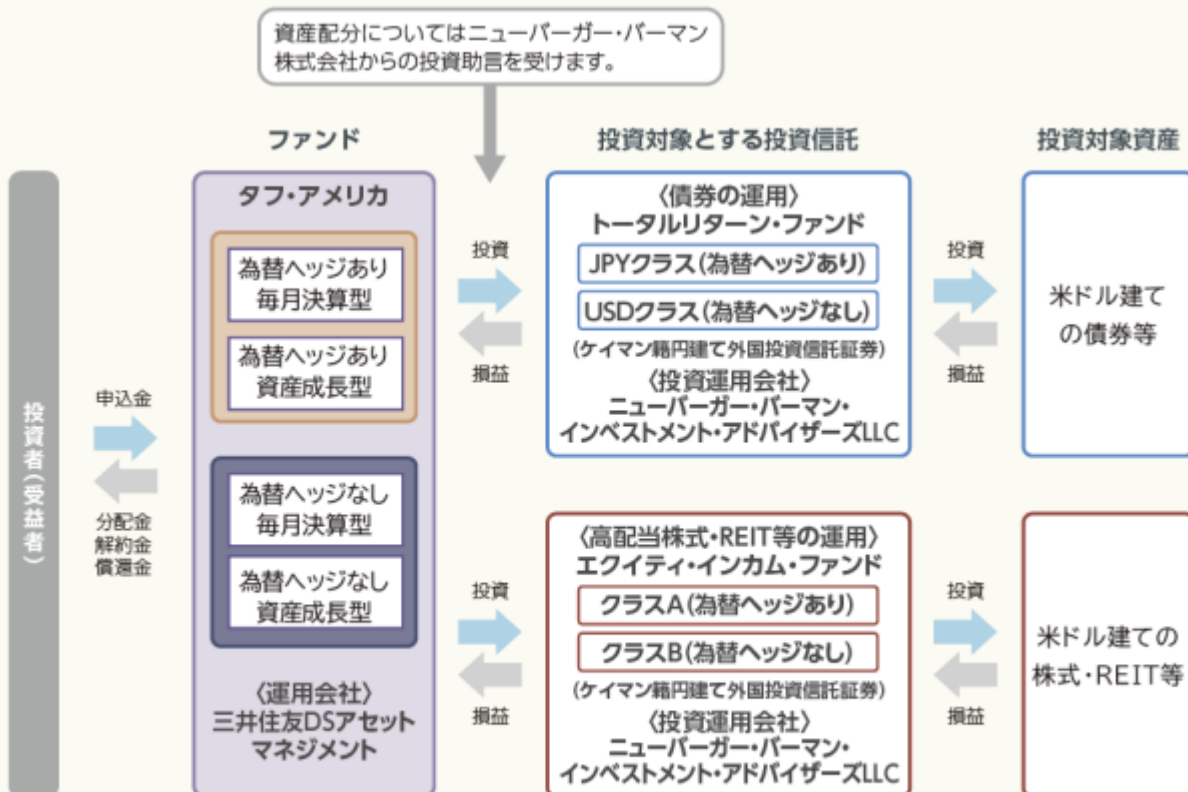 資産配分についてはニューバーガー・バーマン
株式会社からの投資助言を受けます。
ファンド
投資対象とする投資信託
投資対象資産
投資者(受益者)
申込金
分配金
解約金
償還金
タフ・アメリカ
為替ヘッジあり
毎月決算型
為替ヘッジあり
資産成長型
為替ヘッジなし
毎月決算型
為替ヘッジなし
資産成長型
〈運用会社〉
三井住友DSアセット
マネジメント
投資
損益
〈債券の運用〉
トータルリターン・ファンド
JPYクラス(為替ヘッジあり)
USDクラス(為替ヘッジなし)
(ケイマン籍円建て外国投資信託証券)
〈投資運用会社〉
ニューバーガー・バーマン・
インベストメント・アドバイザーズLLC
投資
損益
米ドル建て
の債券等
投資
損益
〈高配当株式・REIT等の運用〉
エクイティ・インカム・ファンド
クラスA(為替ヘッジあり)
クラスB(為替ヘッジなし)
(ケイマン籍円建て外国投資信託証券)
〈投資運用会社〉
ニューバーガー・バーマン・
インベストメント・アドバイザーズLLC
投資
損益
米ドル建ての
株式・REIT等